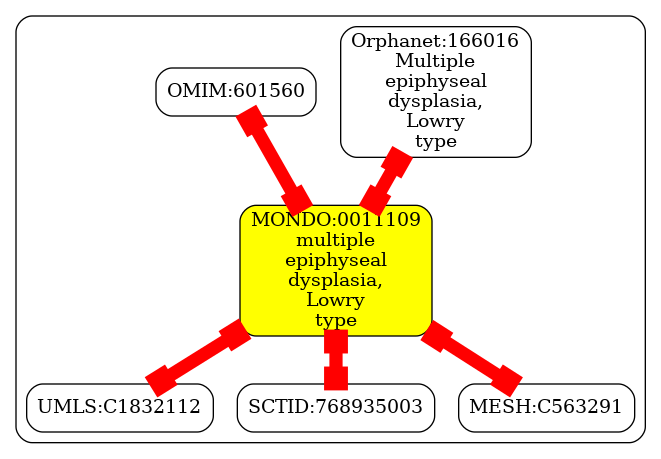 OMIM:601560
Orphanet:166016
Multiple
epiphyseal
dysplasia,
Lowry
type
MONDO:0011109
multiple
epiphyseal
dysplasia,
Lowry
type
UMLS:C1832112
SCTID:768935003
MESH:C563291